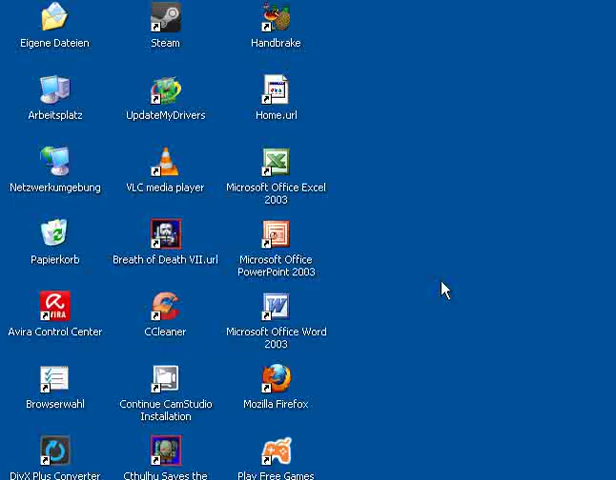 Eigene Dateien
Steam
Handbrake
Arbeitsplatz
UpdateMyDrivers
Home.url
Netzwerkumgebung
VLC media player
Microsoft Office Excel
2003
Papierkorb
Breath of Death VII.url
Microsoft Office
PowerPoint 2003
Avira Control Center
CCleaner
Microsoft Office Word
2003
Browserwahl
Continue CamStudio
Installation
Mozilla Firefox
DivX Plus Converter
Cthulhu Saves the
Play Free Games